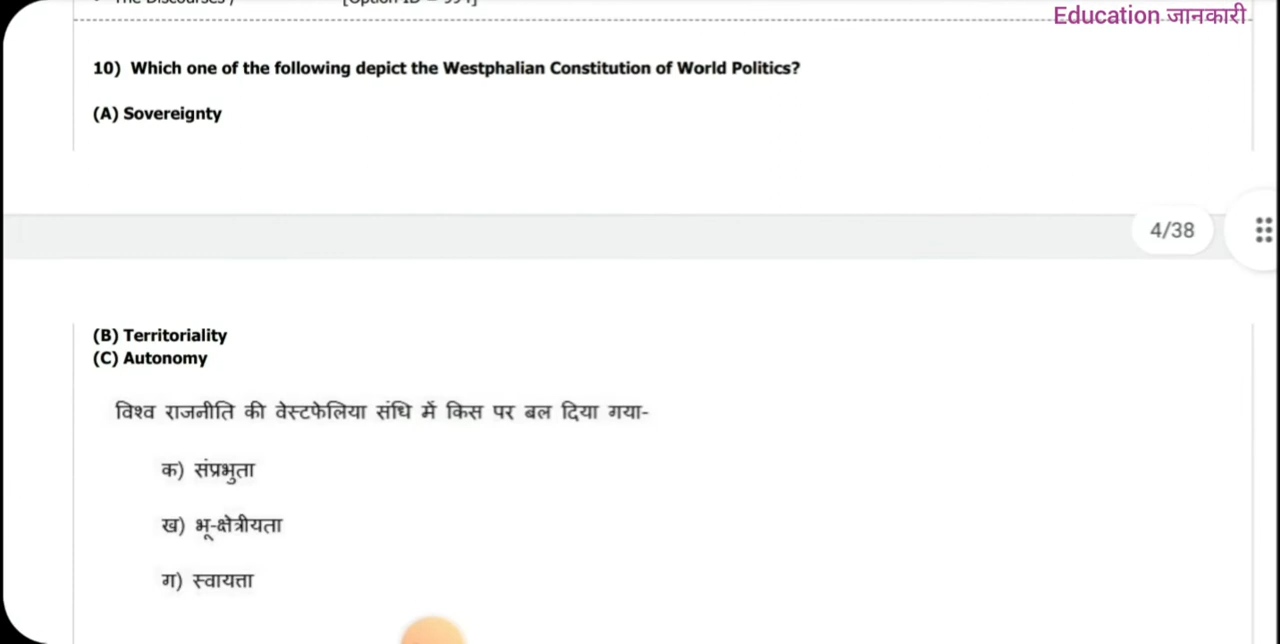 Education जानकारी
10) Which one of the following depict the Westphalian Constitution of World Politics?
(A) Sovereignty
4/38
(B) Territoriality
(C) Autonomy
विश्व राजनीति की वेस्टफेलिया संधि में किस पर बल दिया गया-
क) संप्रभुता
ख) भू-क्षेत्रीयता
ग) स्वायत्ता